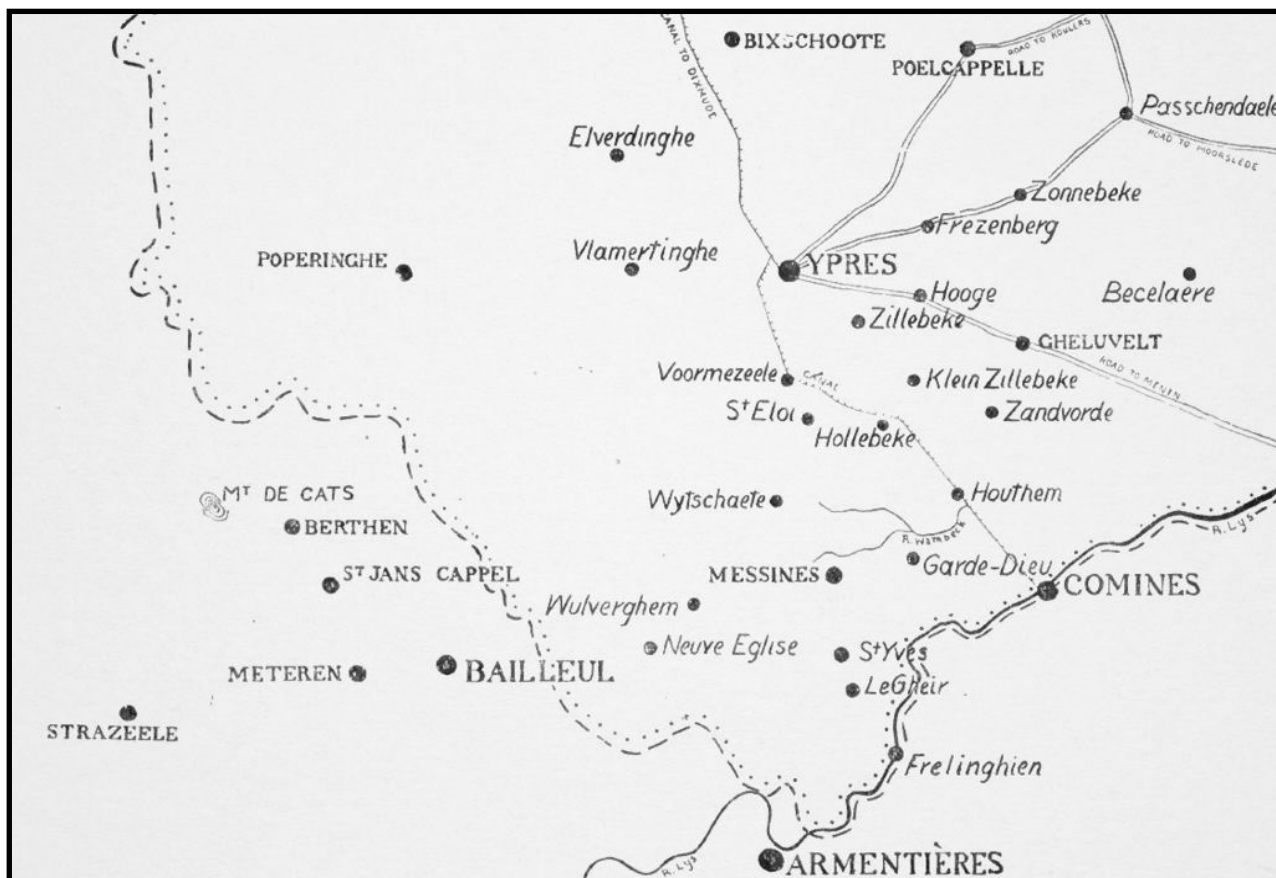 CANAL TO DIXMUDE
BIXSCHOOTE
ROAD TO ROULERS
POELCAPPELLE
Passchendaele
ROAD TO MOORSLEDE
Elverdinghe
Zonnebeke
Frezenberg
POPERINGHE
Vlamertinghe
YPRES
Hooge
Becelaere
Zillebeke
GHELUVELT
ROAD TO MENIN
Voormezeele
CANAL
Klein Zillebeke
St Eloi
Zandvorde
Hollebeke
MT DE CATS
Wytschaete
Houthem
BERTHEN
R. Wambeck
R. Lys
ST JANS CAPPEL
MESSINES
Garde-Dieu
COMINES
Wulverghem
Neuve Eglise
St Yves
METEREN
BAILLEUL
Le Gheir
STRAZEELE
Frelinghien
R. Lys
ARMENTIÈRES